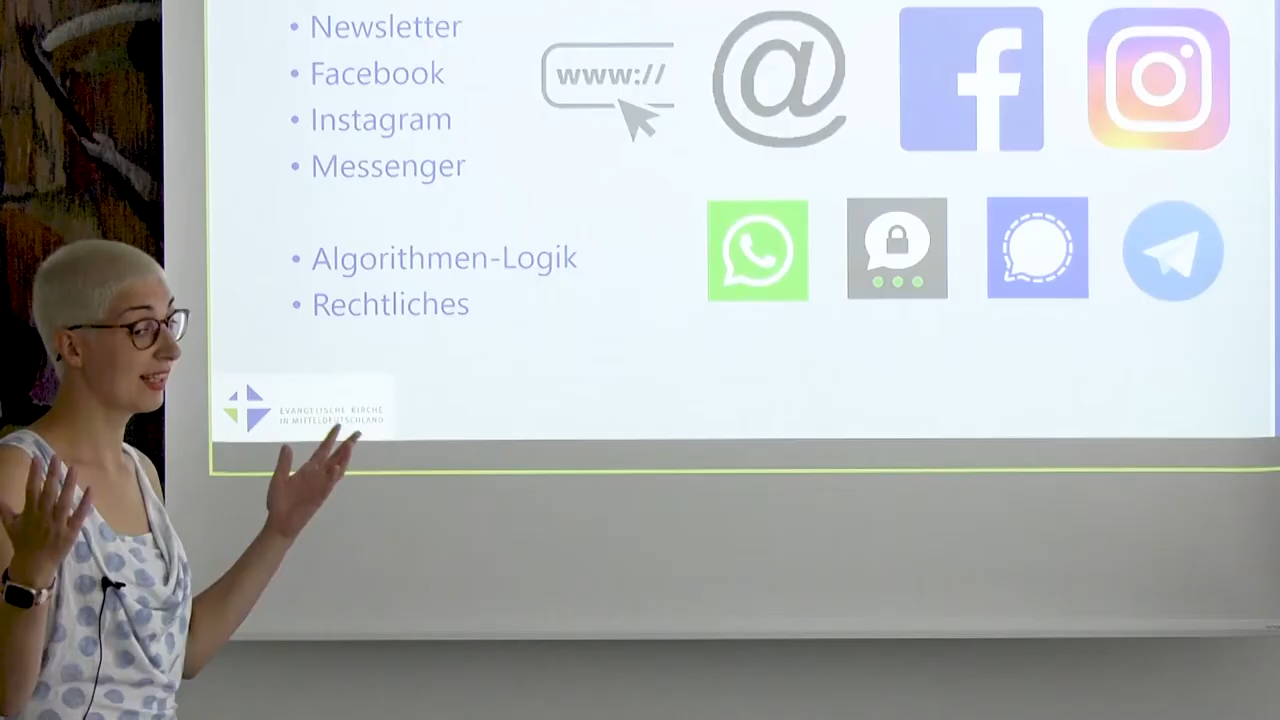 • Newsletter
• Facebook
• Instagram
• Messenger
• Algorithmen-Logik
• Rechtliches
www://
@
f
EVANGELISCHE KIRCHE
IN MITTELDEUTSCHLAND